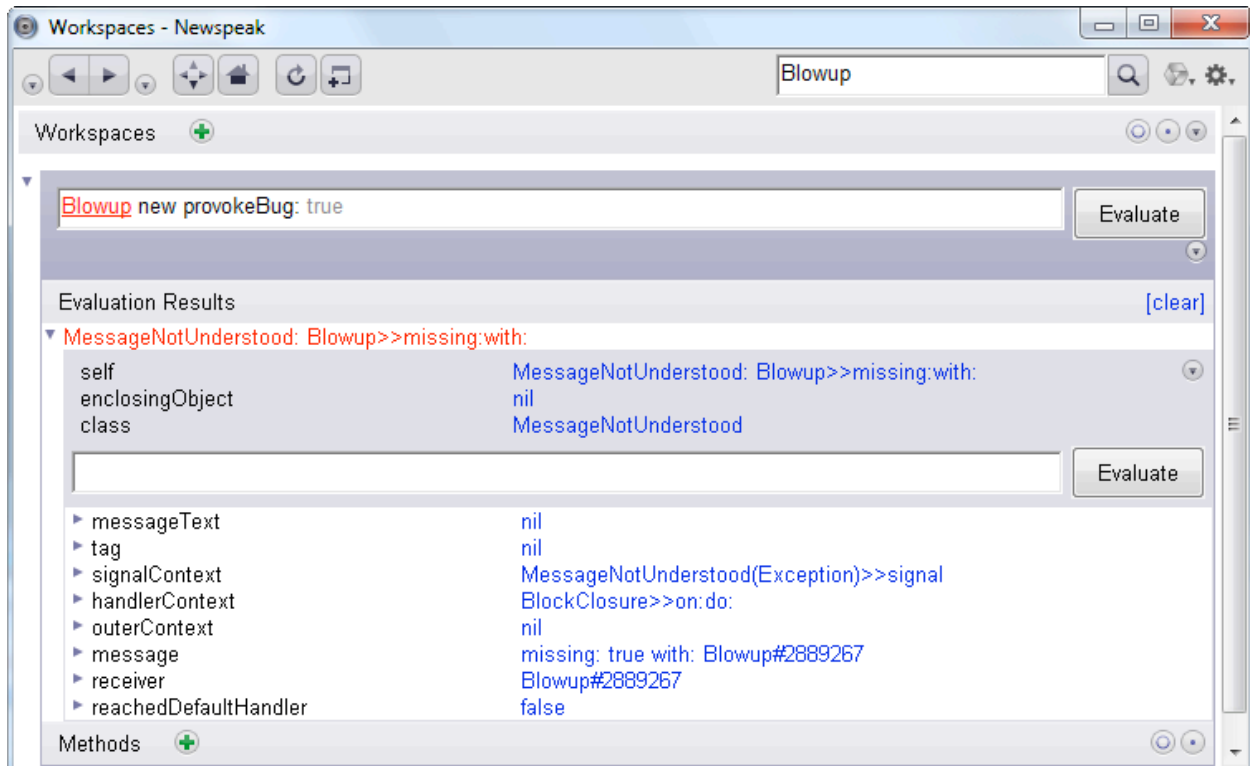 Workspaces - Newspeak
Blowup
Workspaces
Blowup new provokeBug: true
Evaluate
Evaluation Results [clear]
MessageNotUnderstood: Blowup>>missing:with:
self MessageNotUnderstood: Blowup>>missing:with:
enclosingObject nil
class MessageNotUnderstood
Evaluate
messageText nil
tag nil
signalContext MessageNotUnderstood(Exception)>>signal
handlerContext BlockClosure>>on:do:
outerContext nil
message missing: true with: Blowup#2889267
receiver Blowup#2889267
reachedDefaultHandler false
Methods